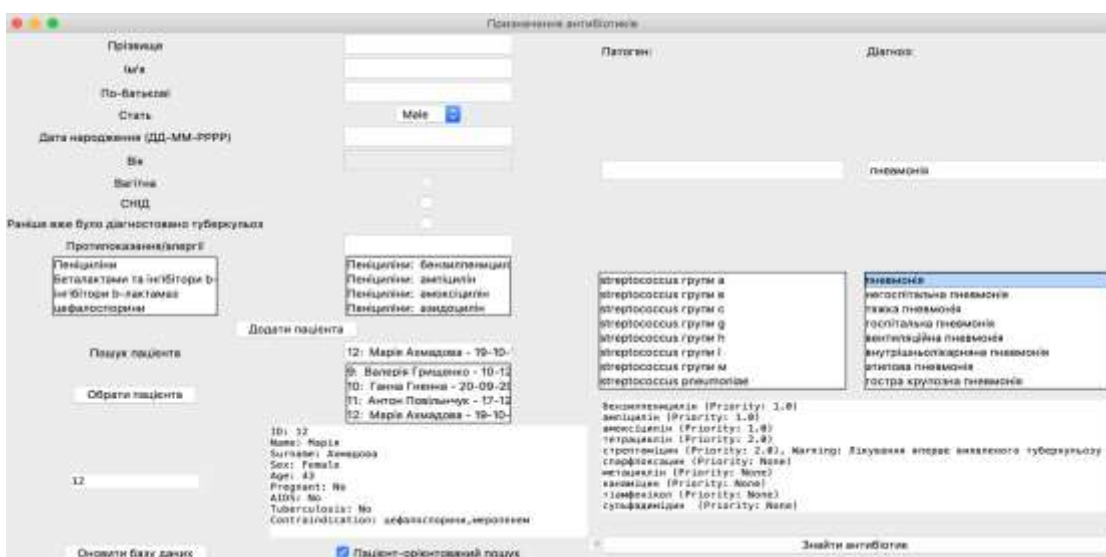 Призначення антибіотиків
Прізвище
Ім'я
По-батькові
Стать
Male
Дата народження (ДД-ММ-РРРР)
Вік
Вагітна
СНІД
Раніше вже було діагностовано туберкульоз
Протипоказання/алергії
Пеніциліни
Беталактами та інгібітори b-
інгібітори b-лактамаз
цефалоспорини
Пеніциліни: бензилпеніцил
Пеніциліни: ампіцилін
Пеніциліни: амоксіцилін
Пеніциліни: азидоцилін
Додати пацієнта
Пошук пацієнта
12: Марія Ахмадова - 19-10-
Обрати пацієнта
9: Валерія Грищенко - 10-12
10: Ганна Гневна - 20-09-20
11: Антон Повільнчук - 17-12
12: Марія Ахмадова - 19-10-
12
ID: 12
Name: Марія
Surname: Ахмадова
Sex: Female
Age: 43
Pregnant: No
AIDS: No
Tuberculosis: No
Contraindication: цефалоспорини,меропенем
Оновити базу даних
Пацієнт-орієнтований пошук
Патоген:
Діагноз:
пневмонія
streptococcus групи a
streptococcus групи в
streptococcus групи c
streptococcus групи g
streptococcus групи h
streptococcus групи l
streptococcus групи м
streptococcus pneumoniae
пневмонія
негоспітальна пневмонія
тяжка пневмонія
госпітальна пневмонія
вентиляційна пневмонія
внутрішньолікарняна пневмонія
атипова пневмонія
гостра крупозна пневмонія
бензилпеніцилін (Priority: 1.0)
ампіцилін (Priority: 1.0)
амоксіцилін (Priority: 1.0)
тетрациклін (Priority: 2.0)
стрептоміцин (Priority: 2.0), Warning: Лікування вперше виявленого туберкульозу
спарфлоксацин (Priority: None)
метациклін (Priority: None)
канаміцин (Priority: None)
тіамфенікол (Priority: None)
сульфадимідин (Priority: None)
Знайти антибіотик